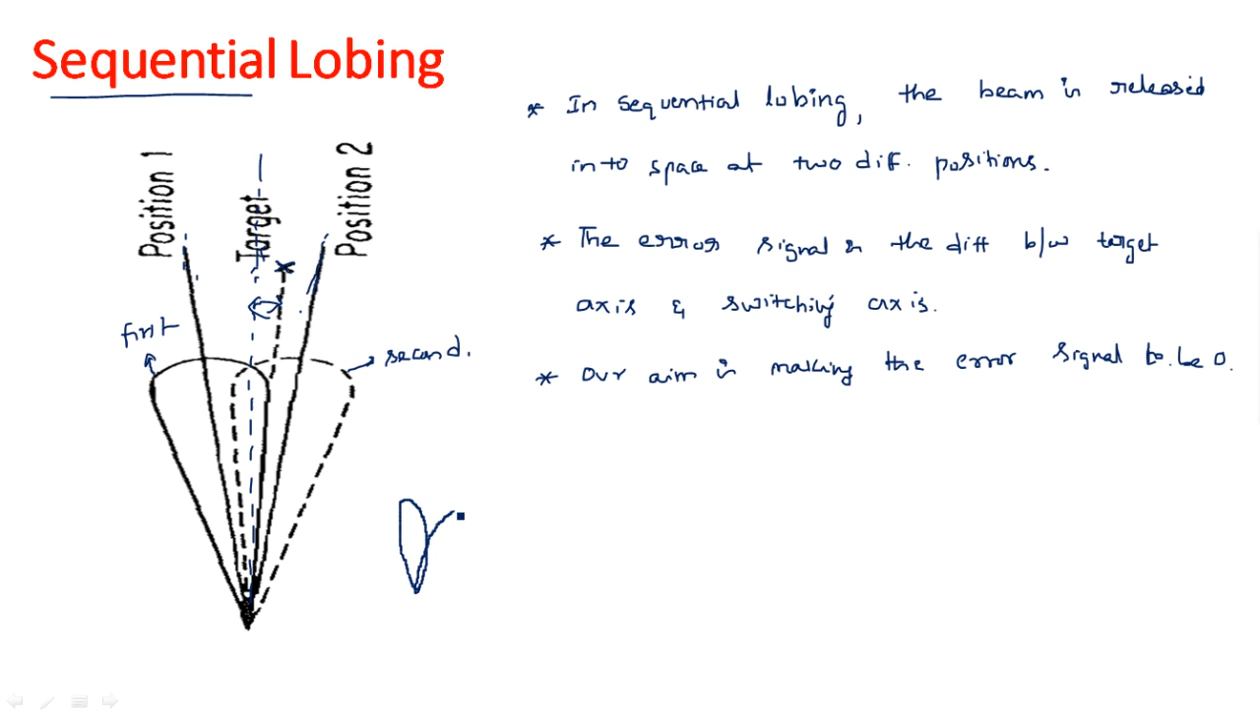 Sequential Lobing
* In sequential lobing, the beam is released
into space at two dif. positions.
* The error signal is the diff b/w target
axis & switching axis.
* Our aim is making the error signal to be 0.
Position 1
Target
Position 2
first
second.